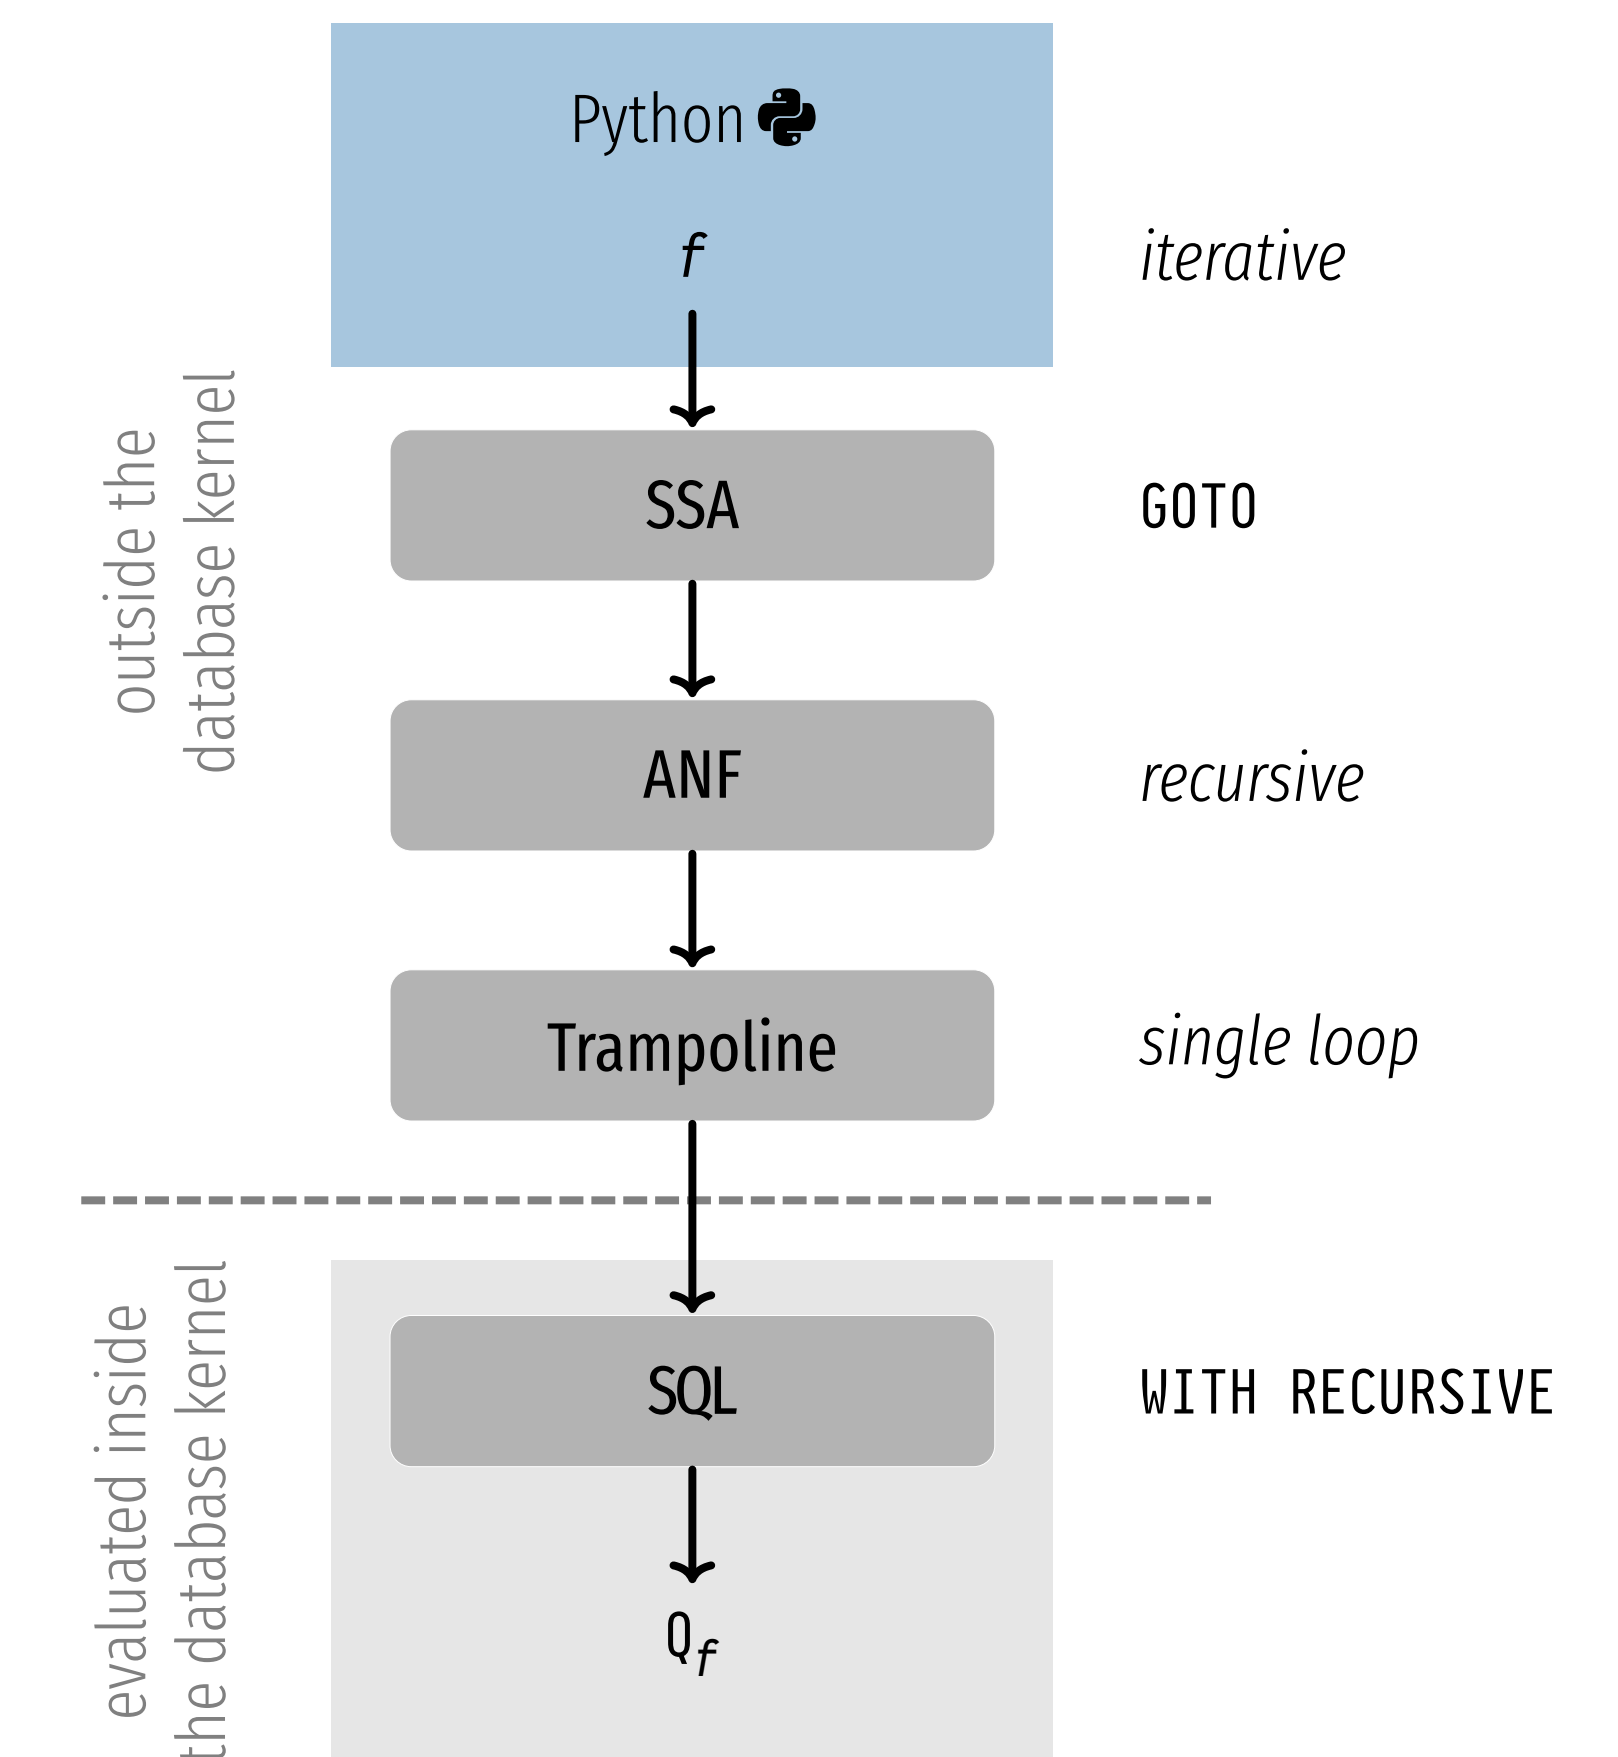 Python
f
iterative
outside the
database kernel
SSA
GOTO
ANF
recursive
Trampoline
single loop
evaluated inside
the database kernel
SQL
WITH RECURSIVE
Qf